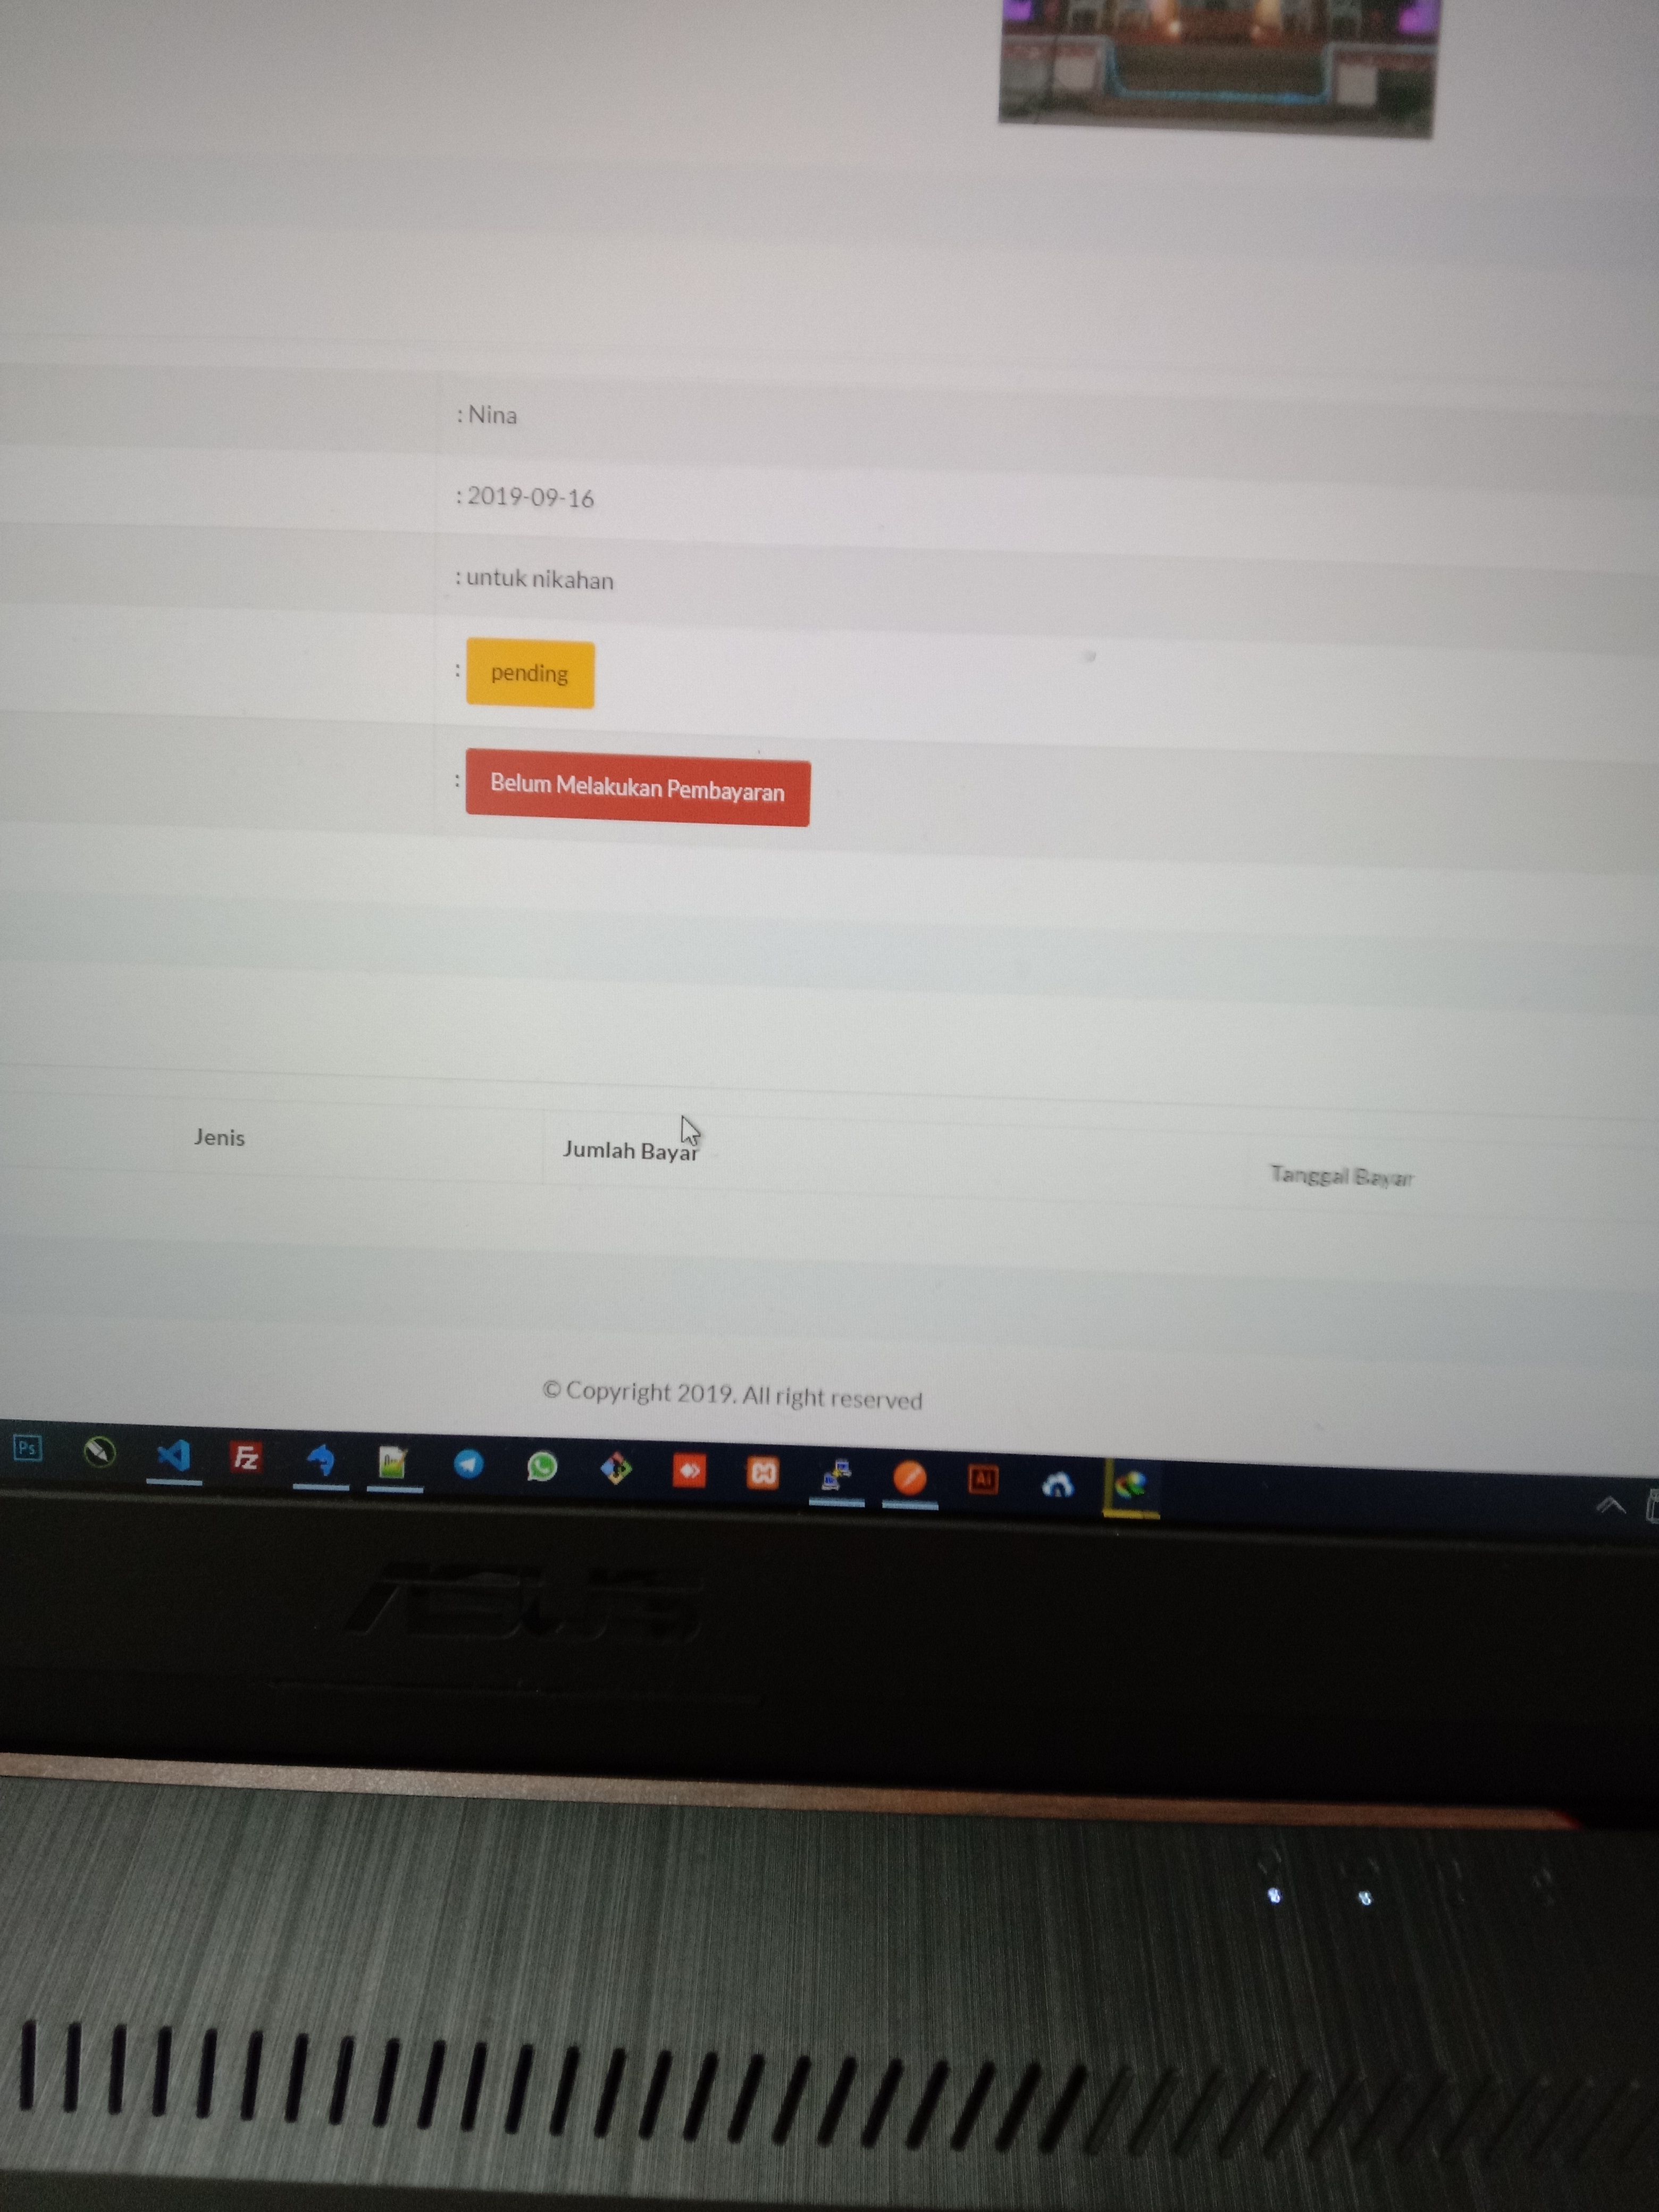 : Nina
: 2019-09-16
: untuk nikahan
: pending
: Belum Melakukan Pembayaran
Jenis
Jumlah Bayar
Tanggal Bayar
© Copyright 2019. All right reserved
Ps
Fz
Ai
ASUS